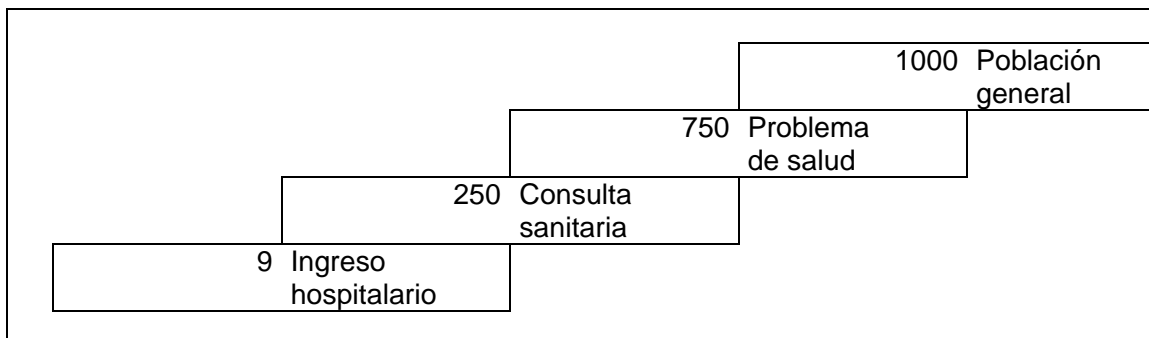 1000 Población
general
750 Problema
de salud
250 Consulta
sanitaria
9 Ingreso
hospitalario